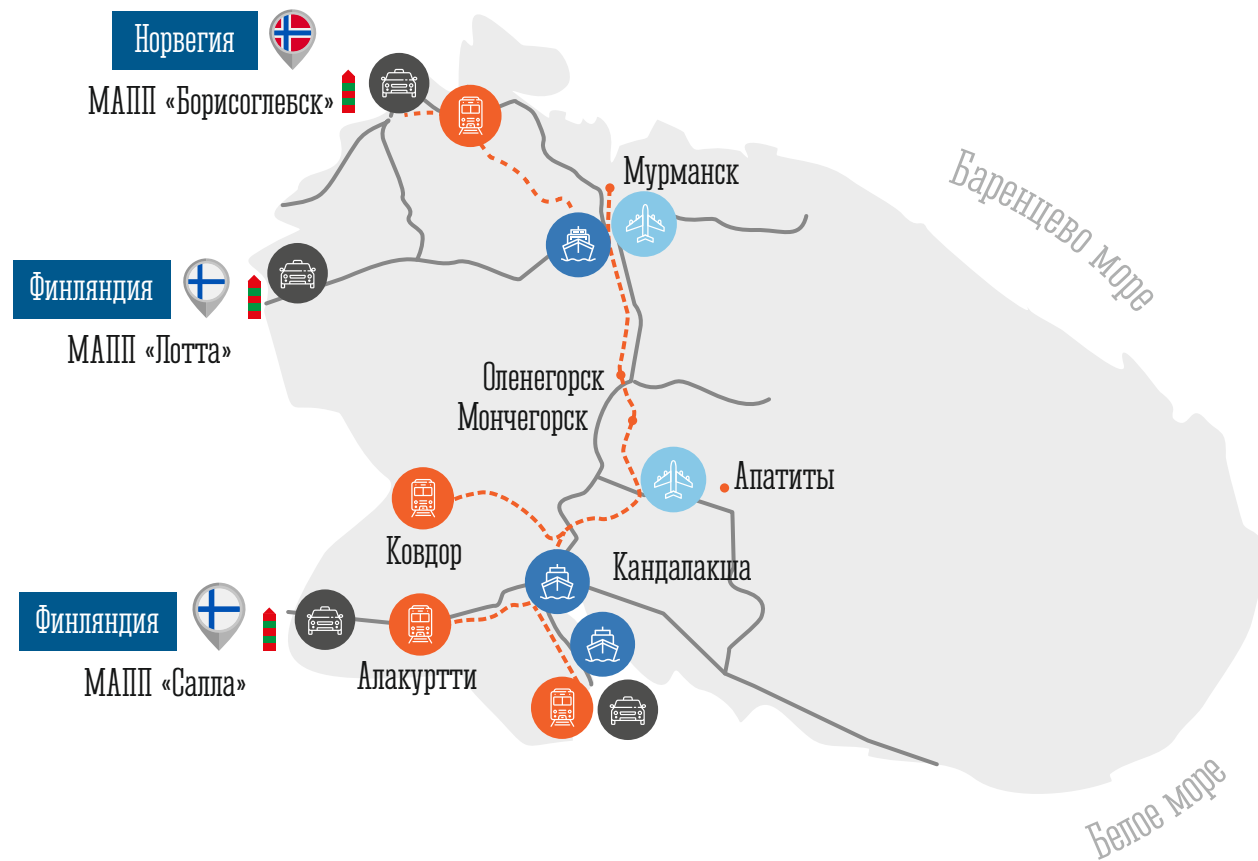 Норвегия
МАПП «Борисоглебск»
Мурманск
Баренцево море
Финляндия
МАПП «Лотта»
Оленегорск
Мончегорск
Апатиты
Ковдор
Кандалакша
Финляндия
МАПП «Салла»
Алакуртти
Белое море